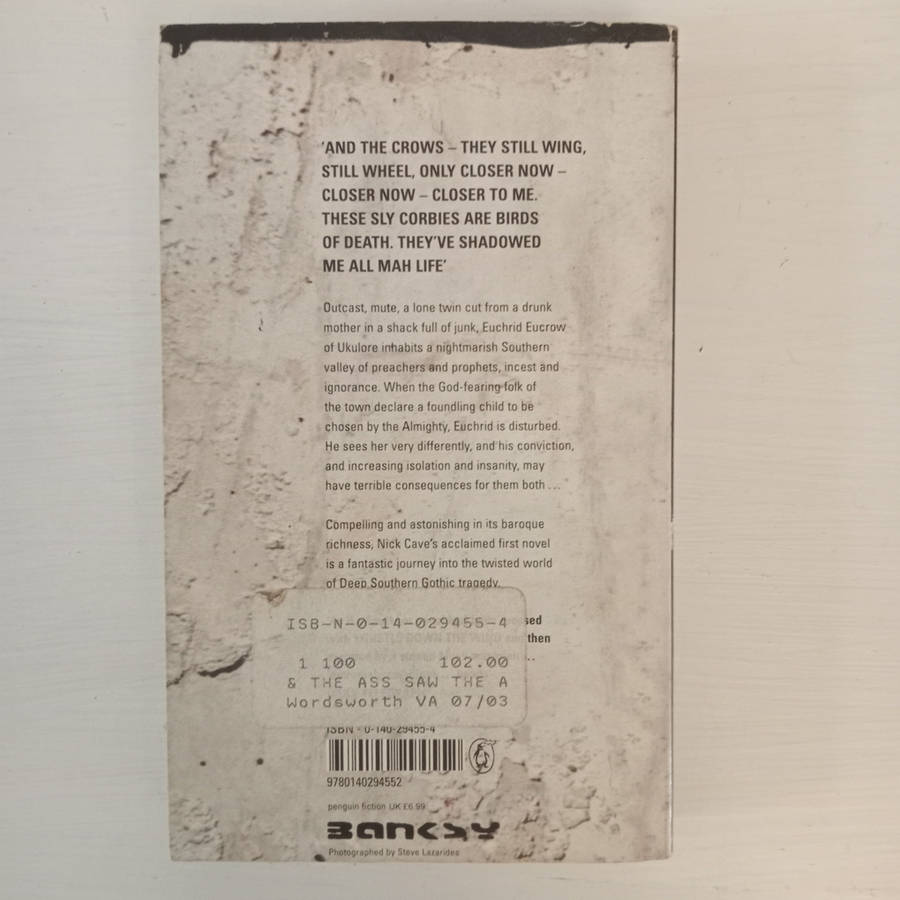 'AND THE CROWS – THEY STILL WING,
STILL WHEEL, ONLY CLOSER NOW –
CLOSER NOW – CLOSER TO ME.
THESE SLY CORBIES ARE BIRDS
OF DEATH. THEY'VE SHADOWED
ME ALL MAH LIFE'
Outcast, mute, a lone twin cut from a drunk
mother in a shack full of junk, Euchrid Eucrow
of Ukulore inhabits a nightmarish Southern
valley of preachers and prophets, incest and
ignorance. When the God-fearing folk of
the town declare a foundling child to be
chosen by the Almighty, Euchrid is disturbed.
He sees her very differently, and his conviction,
and increasing isolation and insanity, may
have terrible consequences for them both ...
Compelling and astonishing in its baroque
richness, Nick Cave's acclaimed first novel
is a fantastic journey into the twisted world
of Deep Southern Gothic tragedy.
then
ISB-N-0-14-029455-4
1 100 102.00
& THE ASS SAW THE A
Wordsworth VA 07/03
ISBN - 0-140-29455-4
9780140294552
penguin fiction UK £6.99
BANKSY
Photographed by Steve Lazarides